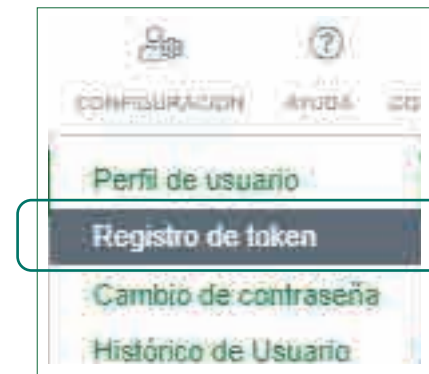 CONFIGURACION AYUDA
Perfil de usuario
Registro de token
Cambio de contraseña
Histórico de Usuario